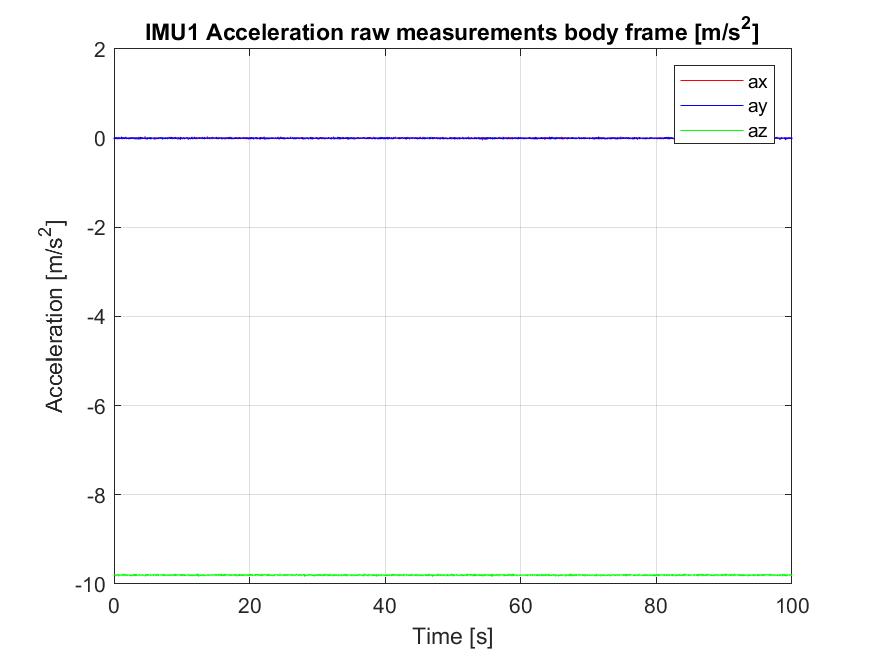 IMU1 Acceleration raw measurements body frame [m/s²]
2
ax
ay
az
0
-2
-4
-6
-8
-10
Acceleration [m/s²]
0 20 40 60 80 100
Time [s]